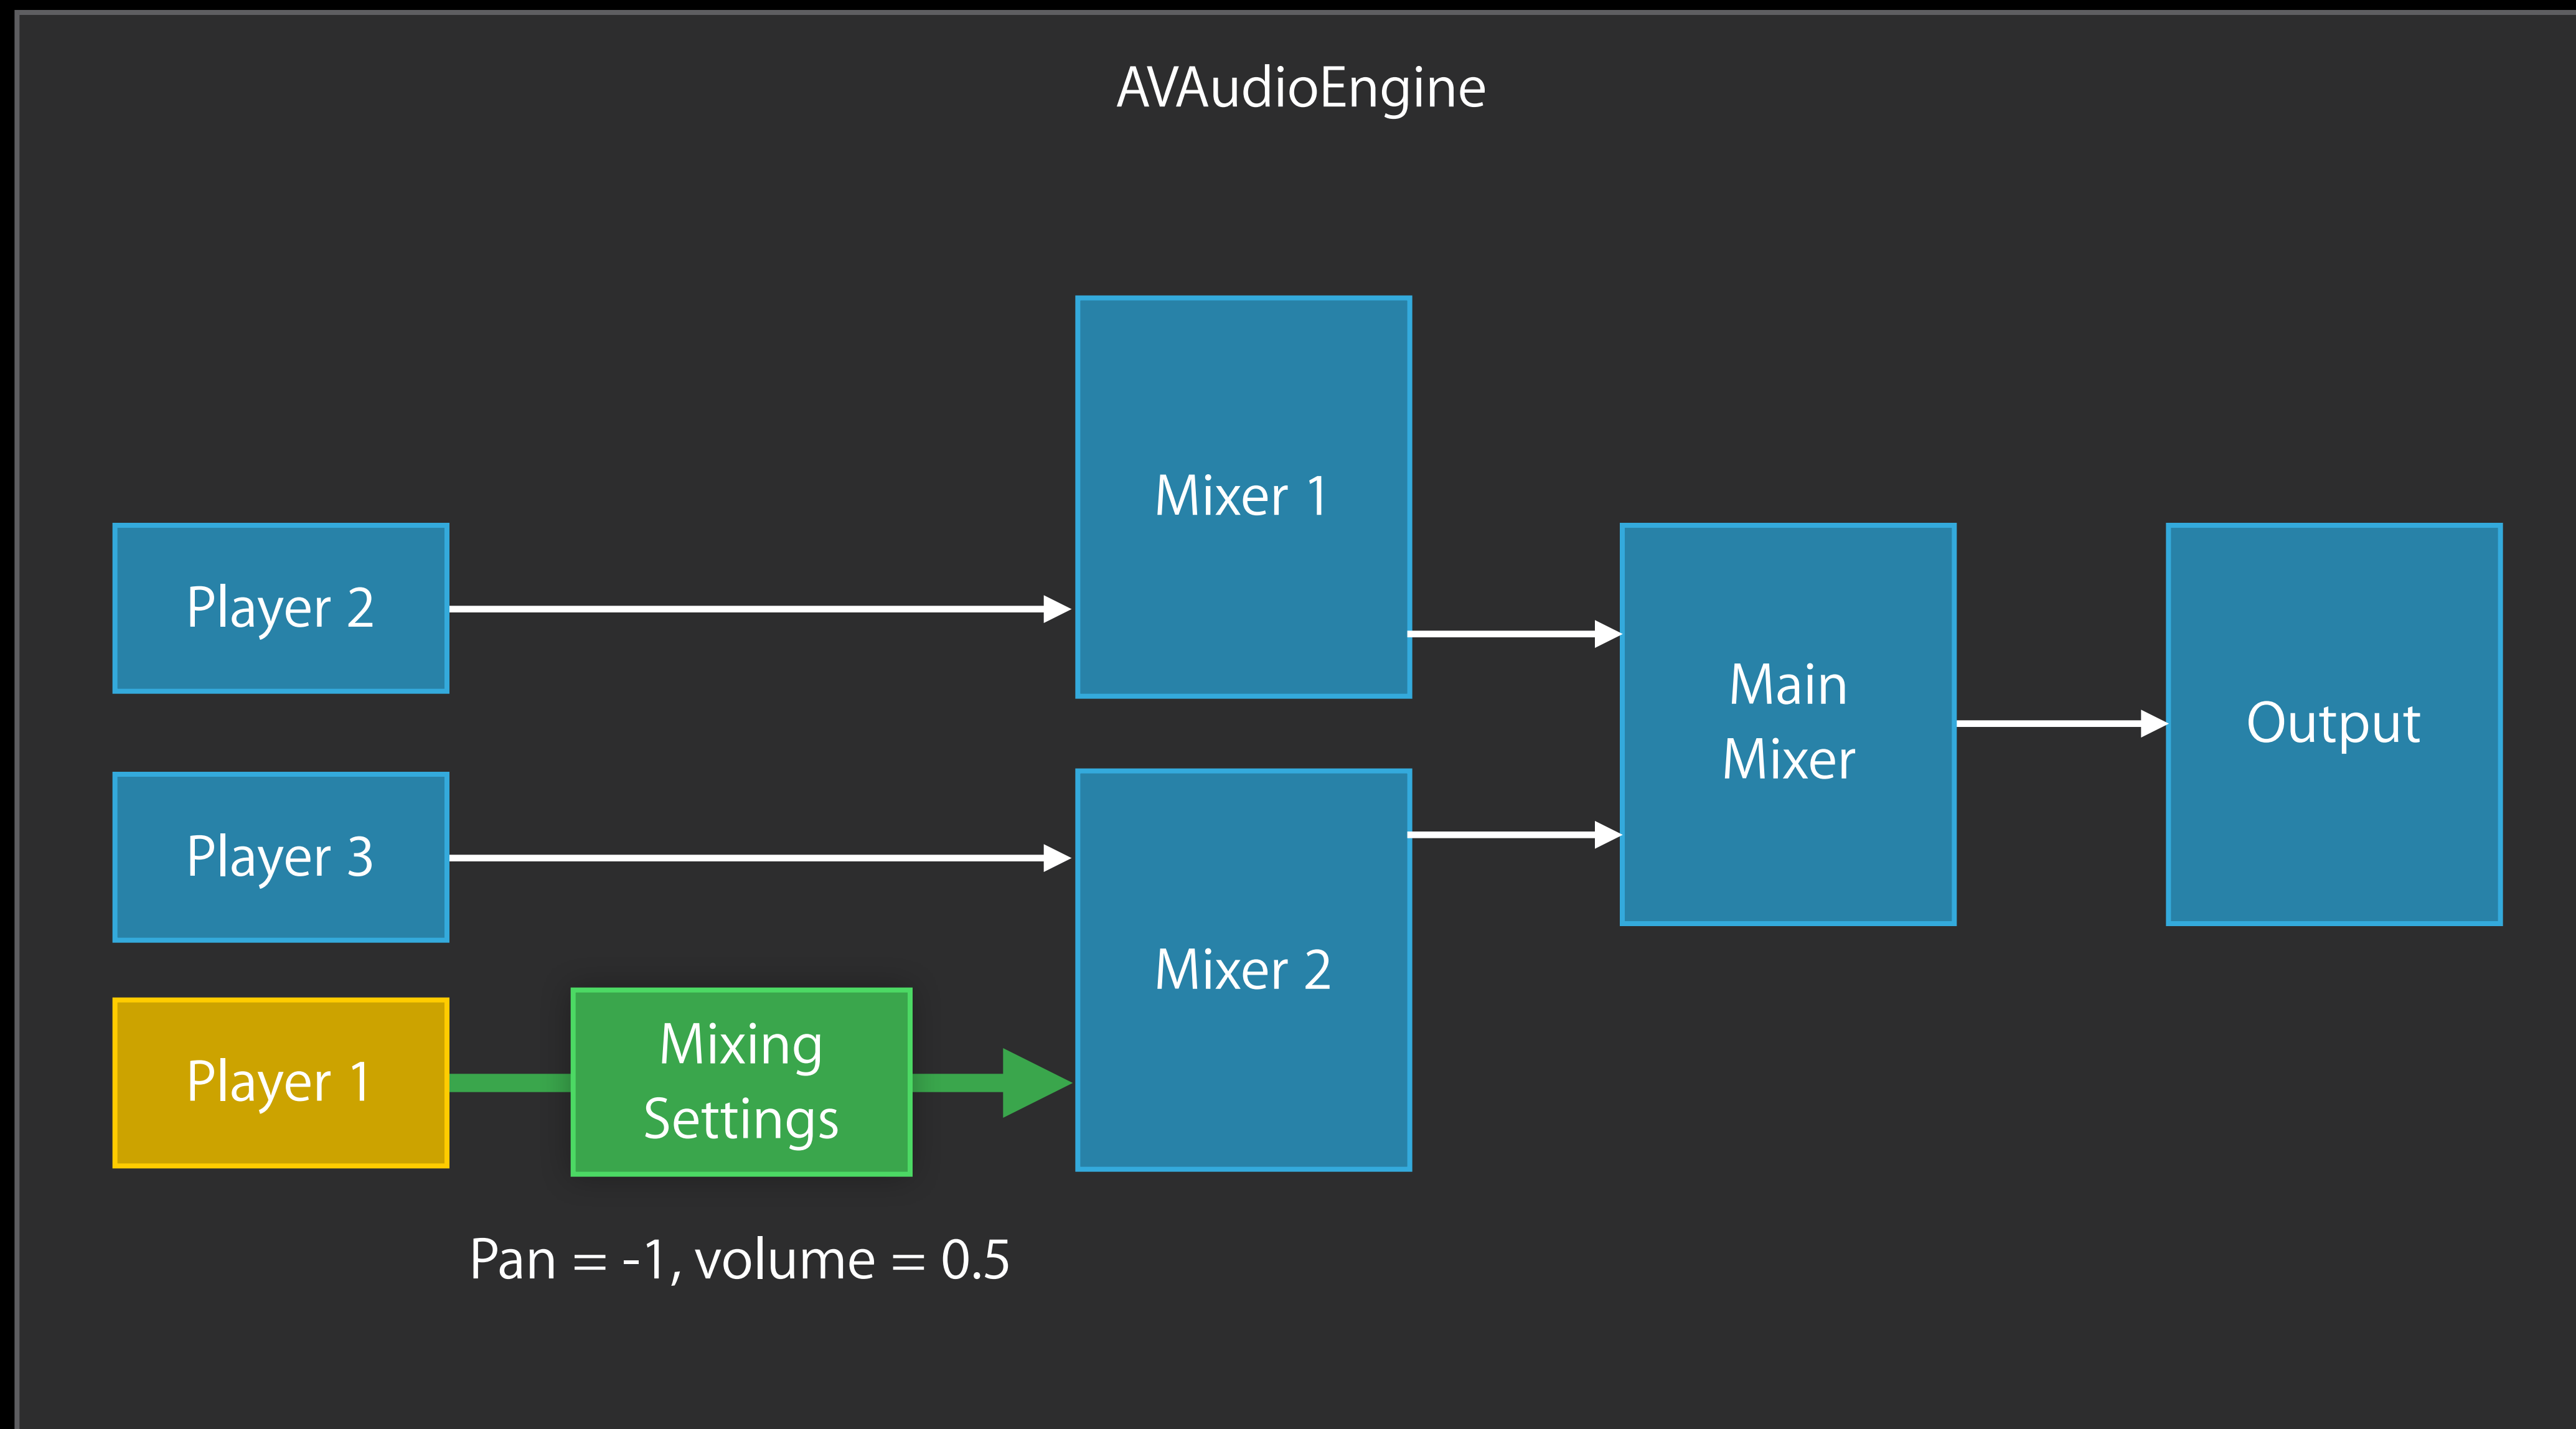 AVAudioEngine
Mixer 1
Player 2
Main
Mixer
Output
Player 3
Mixer 2
Player 1
Mixing
Settings
Pan = -1, volume = 0.5